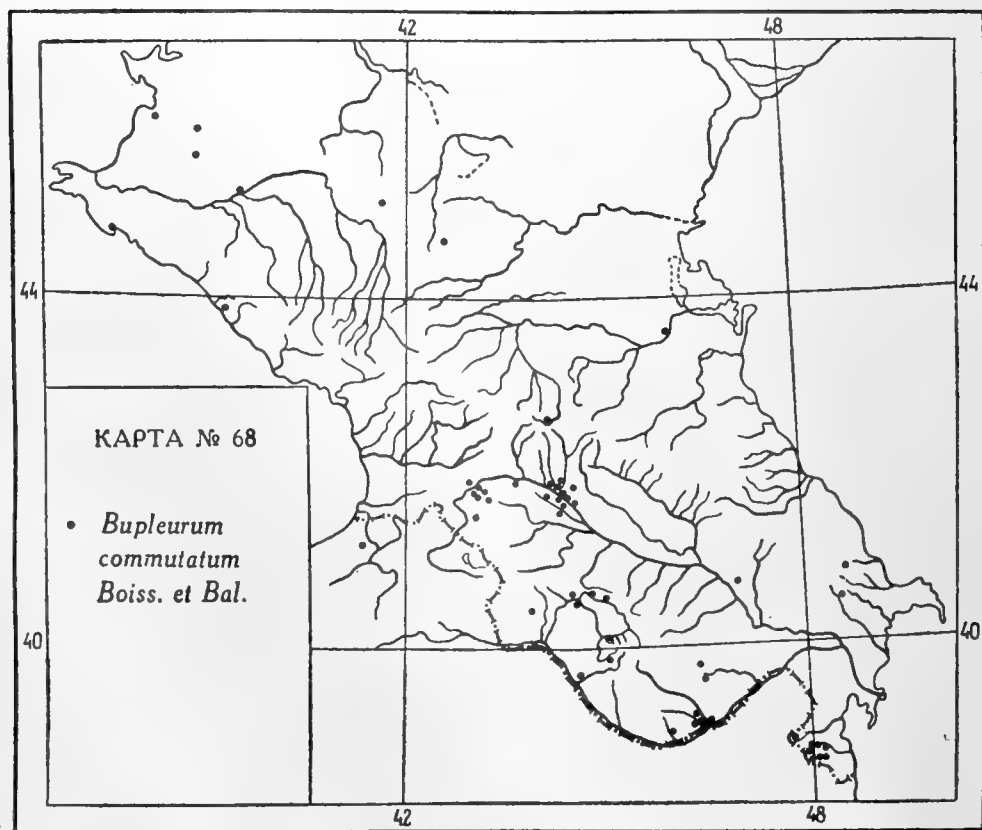 42 48
44 44
КАРТА № 68
• Bupleurum
commutatum
Boiss. et Bal.
40 40
42 48